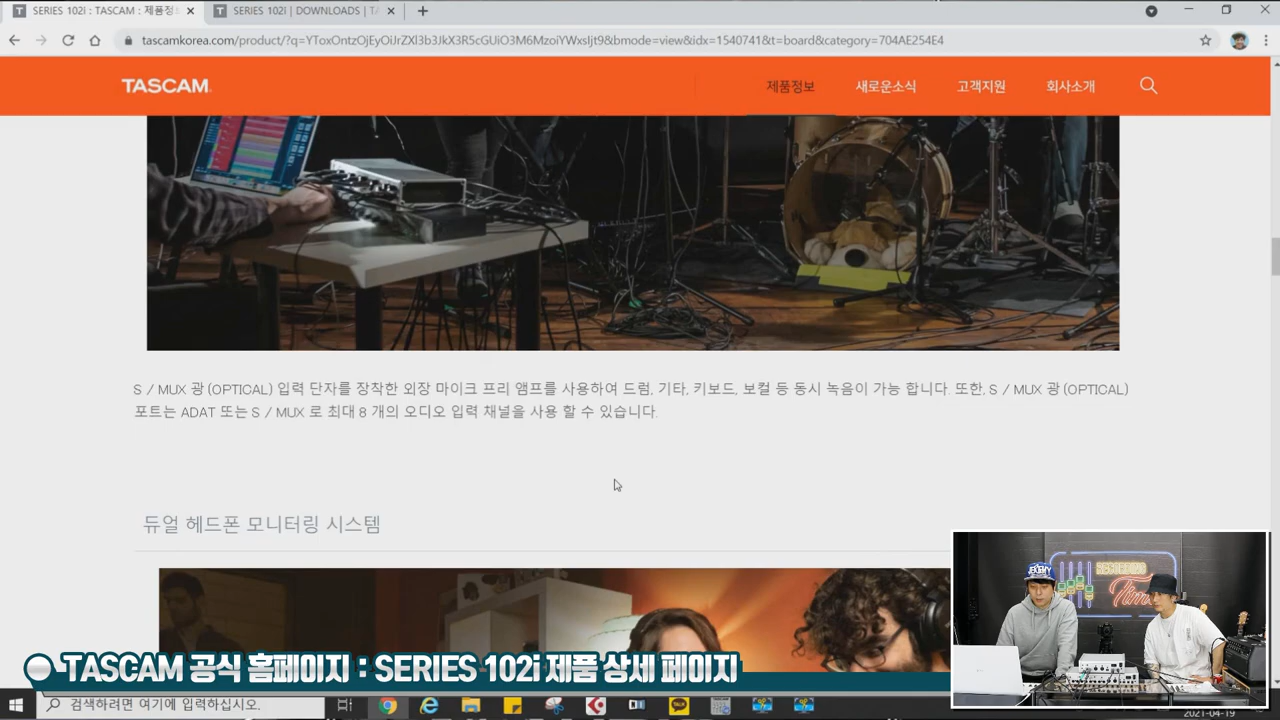 SERIES 102i : TASCAM : 제품정보
SERIES 102i | DOWNLOADS | TA
tascamkorea.com/product/?q=YToxOntzOjEyOiJrZXl3b3JkX3R5cGUiO3M6MzoiYWxsIjt9&bmode=view&idx=1540741&t=board&category=704AE254E4
TASCAM
제품정보
새로운소식
고객지원
회사소개
S / MUX 광 (OPTICAL) 입력 단자를 장착한 외장 마이크 프리 앰프를 사용하여 드럼, 기타, 키보드, 보컬 등 동시 녹음이 가능 합니다. 또한, S / MUX 광 (OPTICAL)
포트는 ADAT 또는 S / MUX 로 최대 8 개의 오디오 입력 채널을 사용 할 수 있습니다.
듀얼 헤드폰 모니터링 시스템
Time
TASCAM 공식 홈페이지 : SERIES 102i 제품 상세 페이지
검색하려면 여기에 입력하십시오.
TALK
2021-04-19